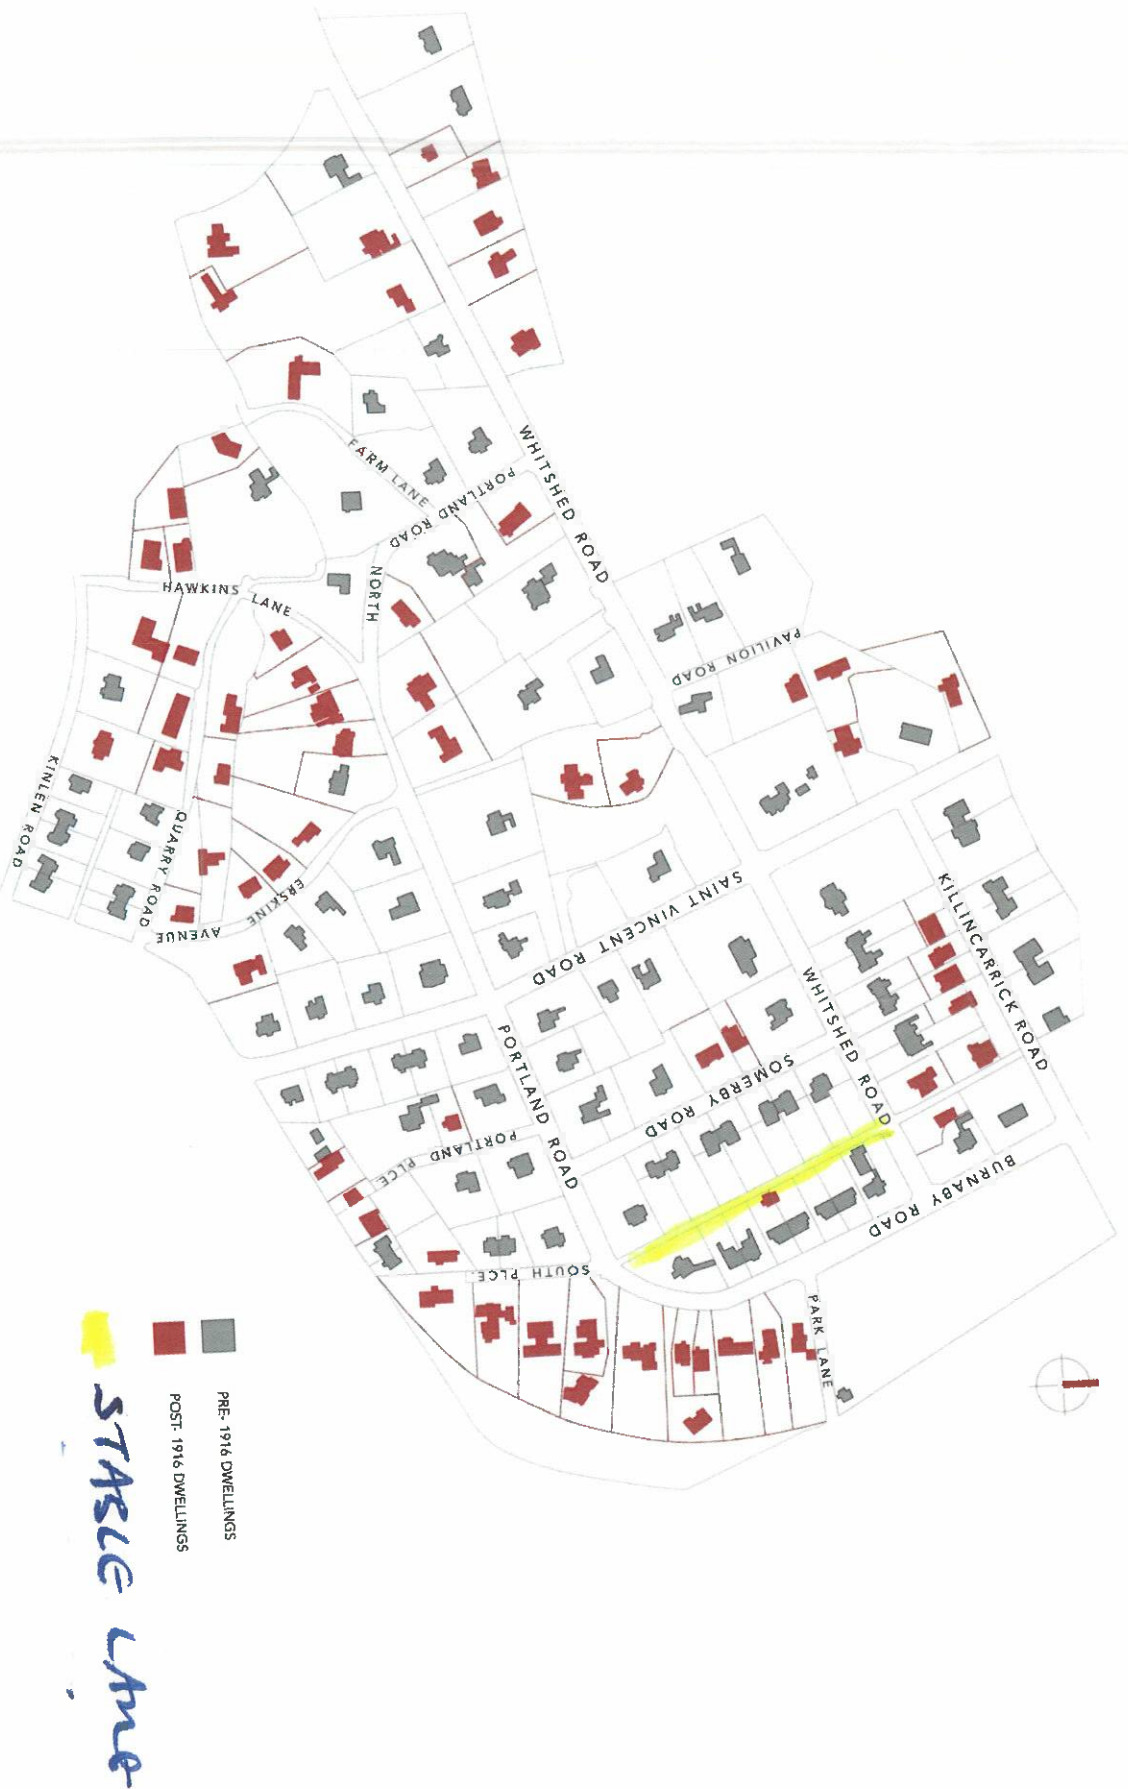 WHITSHED ROAD
FARM LANE
PORTLAND ROAD
NORTH
HAWKINS LANE
PAVILION ROAD
KINLEN ROAD
QUARRY ROAD
ERSKINE AVENUE
SAINT VINCENT ROAD
KILLINCARRICK ROAD
WHITSHED ROAD
SOMERBY ROAD
PORTLAND ROAD
PORTLAND PLCE.
BURNABY ROAD
SOUTH PLCE.
PARK LANE
PRE- 1916 DWELLINGS
POST- 1916 DWELLINGS
STABLE LANE